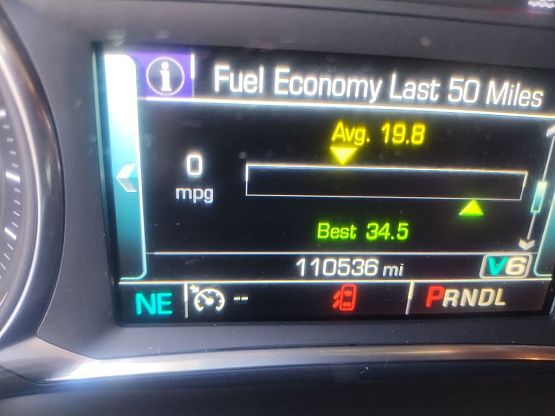 i Fuel Economy Last 50 Miles
Avg. 19.8
0
mpg
Best 34.5
110536 mi V6
NE -- PRNDL